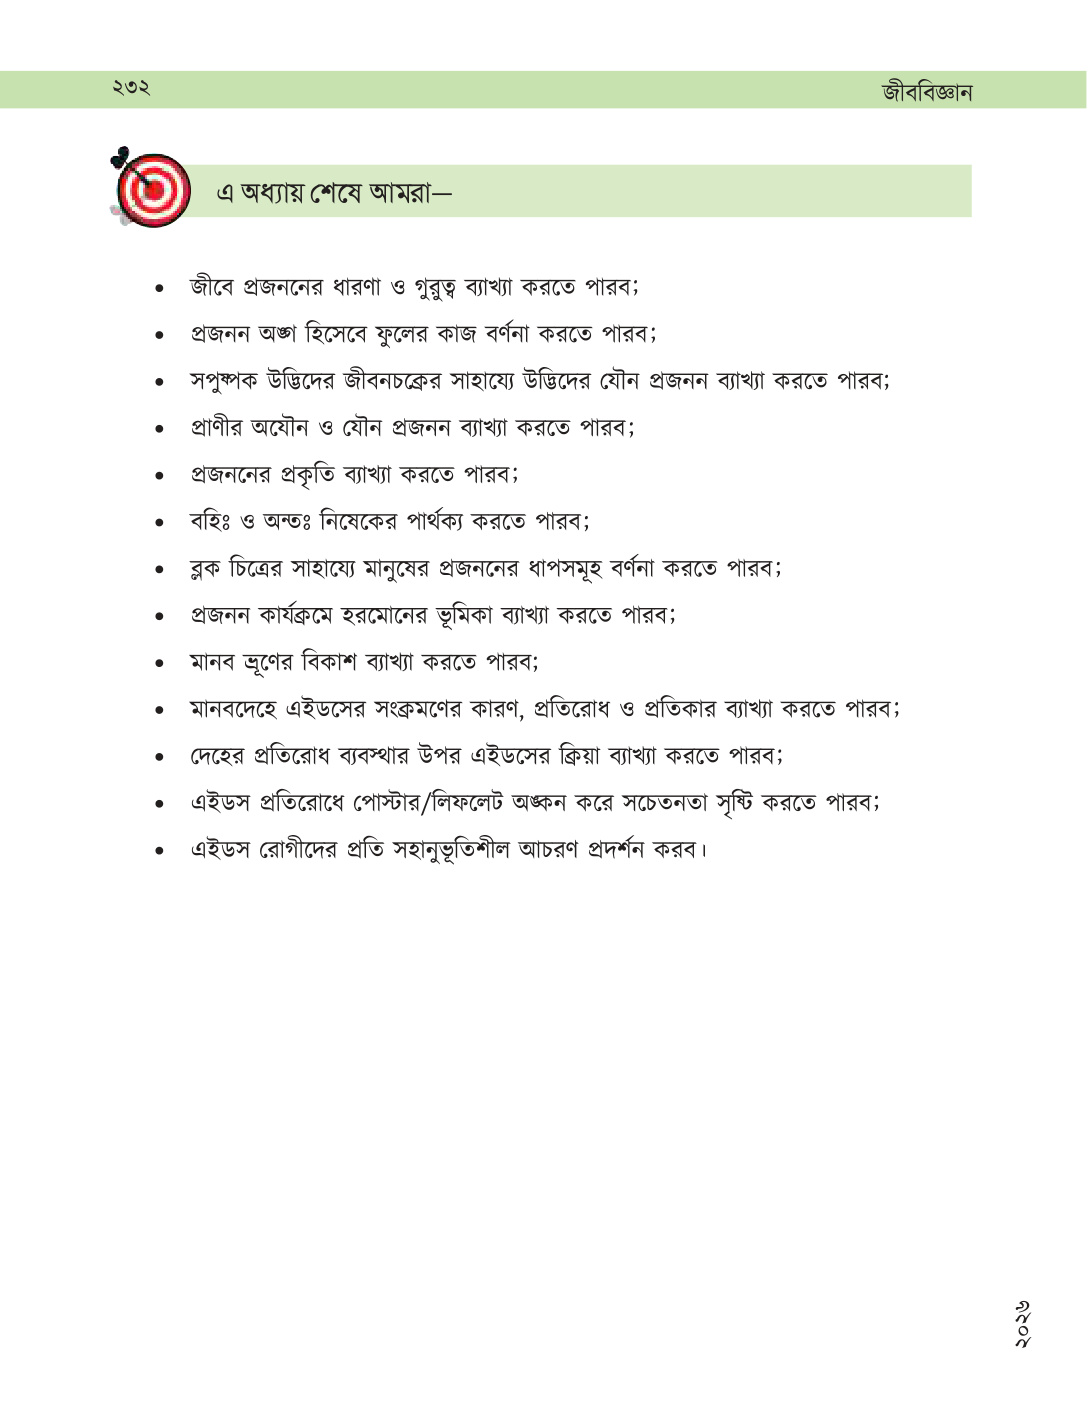 ২৩২
জীববিজ্ঞান
এ অধ্যায় শেষে আমরা—
• জীবে প্রজননের ধারণা ও গুরুত্ব ব্যাখ্যা করতে পারব;
• প্রজনন অঙ্গ হিসেবে ফুলের কাজ বর্ণনা করতে পারব;
• সপুষ্পক উদ্ভিদের জীবনচক্রের সাহায্যে উদ্ভিদের যৌন প্রজনন ব্যাখ্যা করতে পারব;
• প্রাণীর অযৌন ও যৌন প্রজনন ব্যাখ্যা করতে পারব;
• প্রজননের প্রকৃতি ব্যাখ্যা করতে পারব;
• বহিঃ ও অন্তঃ নিষেকের পার্থক্য করতে পারব;
• ব্লক চিত্রের সাহায্যে মানুষের প্রজননের ধাপসমূহ বর্ণনা করতে পারব;
• প্রজনন কার্যক্রমে হরমোনের ভূমিকা ব্যাখ্যা করতে পারব;
• মানব ভ্রূণের বিকাশ ব্যাখ্যা করতে পারব;
• মানবদেহে এইডসের সংক্রমণের কারণ, প্রতিরোধ ও প্রতিকার ব্যাখ্যা করতে পারব;
• দেহের প্রতিরোধ ব্যবস্থার উপর এইডসের ক্রিয়া ব্যাখ্যা করতে পারব;
• এইডস প্রতিরোধে পোস্টার/লিফলেট অঙ্কন করে সচেতনতা সৃষ্টি করতে পারব;
• এইডস রোগীদের প্রতি সহানুভূতিশীল আচরণ প্রদর্শন করব।
২০২৬